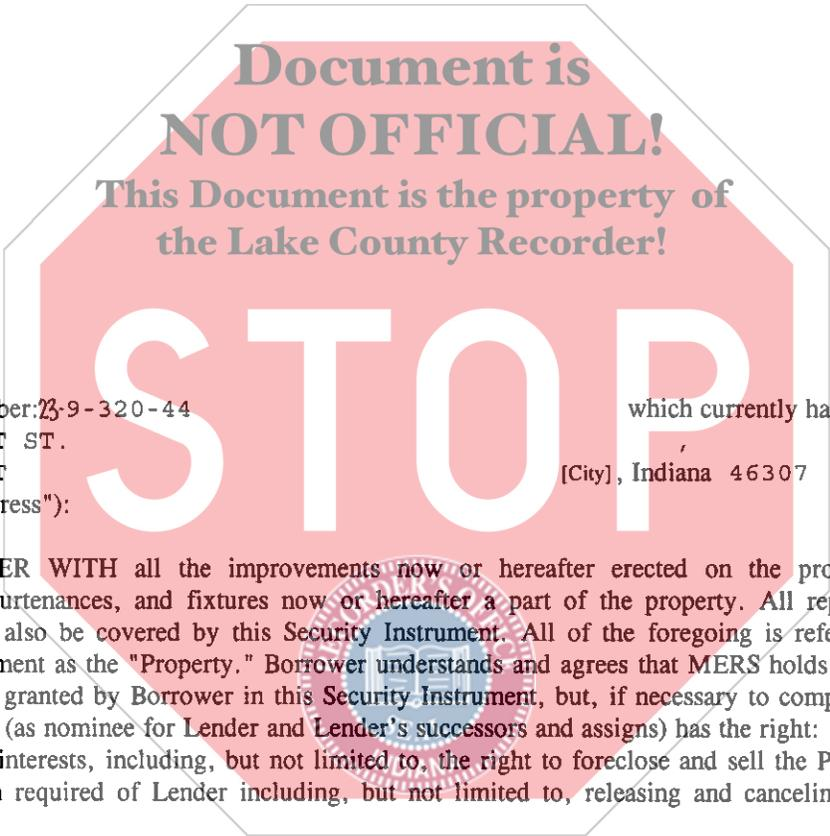 Document is
NOT OFFICIAL!
This Document is the property of
the Lake County Recorder!
STOP
ber:23-9-320-44 which currently ha
T ST. ,
T [City], Indiana 46307
ress"):
ER WITH all the improvements now or hereafter erected on the pro
urtenances, and fixtures now or hereafter a part of the property. All rep
also be covered by this Security Instrument. All of the foregoing is refe
ment as the "Property." Borrower understands and agrees that MERS holds
granted by Borrower in this Security Instrument, but, if necessary to comp
(as nominee for Lender and Lender's successors and assigns) has the right:
interests, including, but not limited to, the right to foreclose and sell the P
required of Lender including, but not limited to, releasing and cancelin